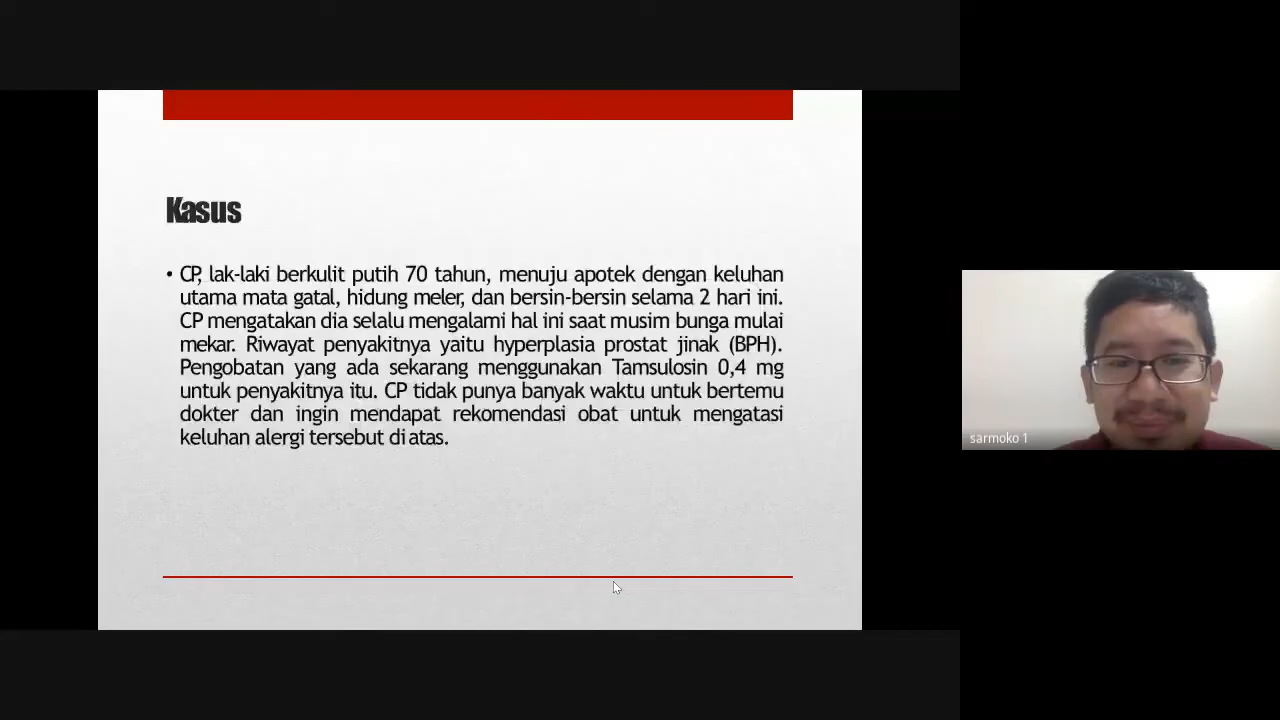 Kasus
• CP, lak-laki berkulit putih 70 tahun, menuju apotek dengan keluhan
utama mata gatal, hidung meler, dan bersin-bersin selama 2 hari ini.
CP mengatakan dia selalu mengalami hal ini saat musim bunga mulai
mekar. Riwayat penyakitnya yaitu hyperplasia prostat jinak (BPH).
Pengobatan yang ada sekarang menggunakan Tamsulosin 0,4 mg
untuk penyakitnya itu. CP tidak punya banyak waktu untuk bertemu
dokter dan ingin mendapat rekomendasi obat untuk mengatasi
keluhan alergi tersebut di atas.
sarmoko 1